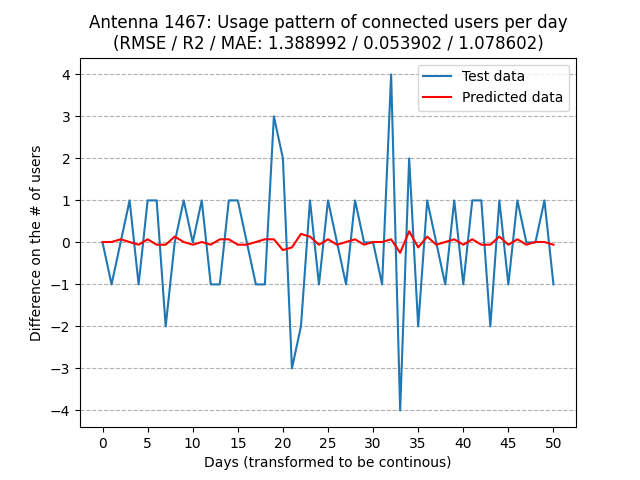 Antenna 1467: Usage pattern of connected users per day
(RMSE / R2 / MAE: 1.388992 / 0.053902 / 1.078602)
Test data
Predicted data
Difference on the # of users
4
3
2
1
0
−1
−2
−3
−4
0 5 10 15 20 25 30 35 40 45 50
Days (transformed to be continous)